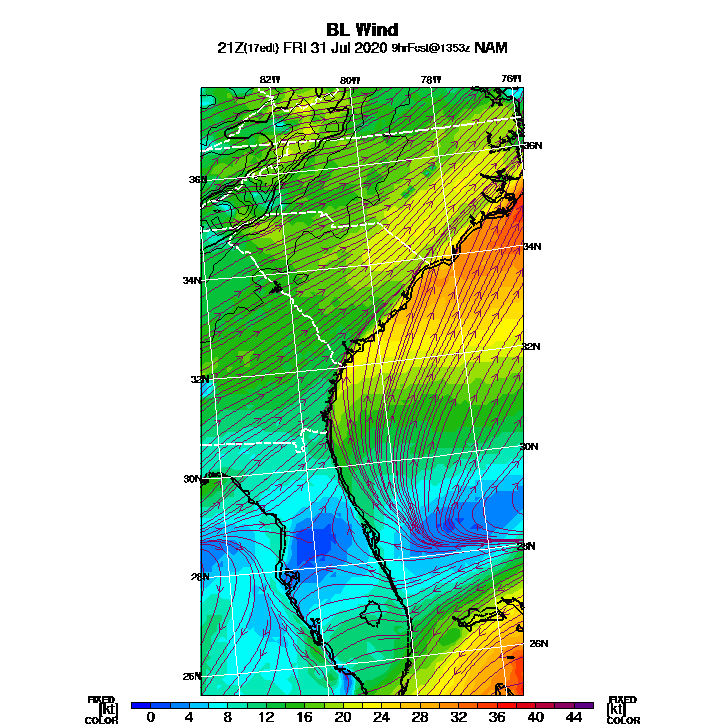 BL Wind
21Z(17edt) FRI 31 Jul 2020 9hrFcst@1353z NAM
82W 80W 78W 76W
36N
36N
34N
34N
32N
32N
30N
30N
28N
28N
26N
26N
FIXED FIXED
[kt] 0 4 8 12 16 20 24 28 32 36 40 44 [kt]
COLOR COLOR